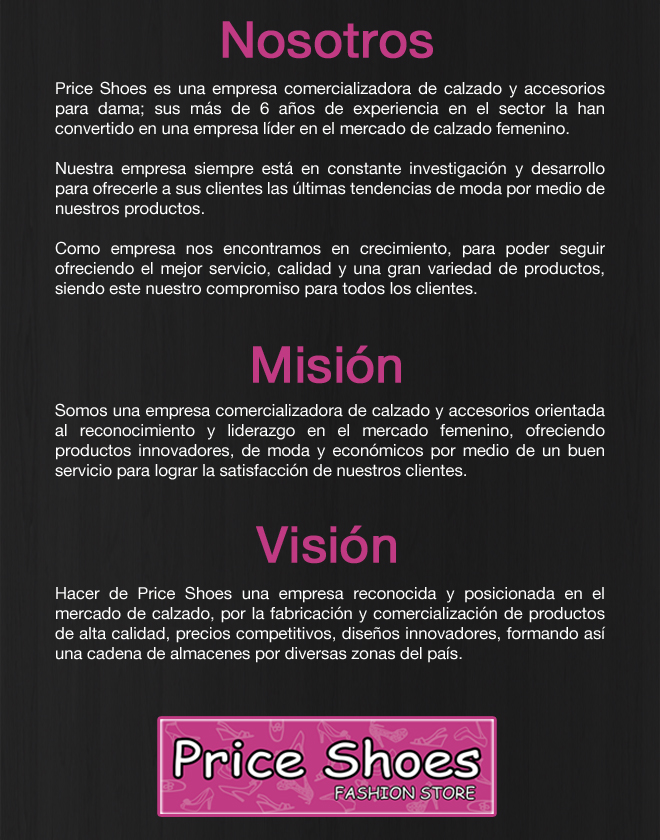 Nosotros
Price Shoes es una empresa comercializadora de calzado y accesorios
para dama; sus más de 6 años de experiencia en el sector la han
convertido en una empresa líder en el mercado de calzado femenino.
Nuestra empresa siempre está en constante investigación y desarrollo
para ofrecerle a sus clientes las últimas tendencias de moda por medio de
nuestros productos.
Como empresa nos encontramos en crecimiento, para poder seguir
ofreciendo el mejor servicio, calidad y una gran variedad de productos,
siendo este nuestro compromiso para todos los clientes.
Misión
Somos una empresa comercializadora de calzado y accesorios orientada
al reconocimiento y liderazgo en el mercado femenino, ofreciendo
productos innovadores, de moda y económicos por medio de un buen
servicio para lograr la satisfacción de nuestros clientes.
Visión
Hacer de Price Shoes una empresa reconocida y posicionada en el
mercado de calzado, por la fabricación y comercialización de productos
de alta calidad, precios competitivos, diseños innovadores, formando así
una cadena de almacenes por diversas zonas del país.
Price Shoes
FASHION STORE